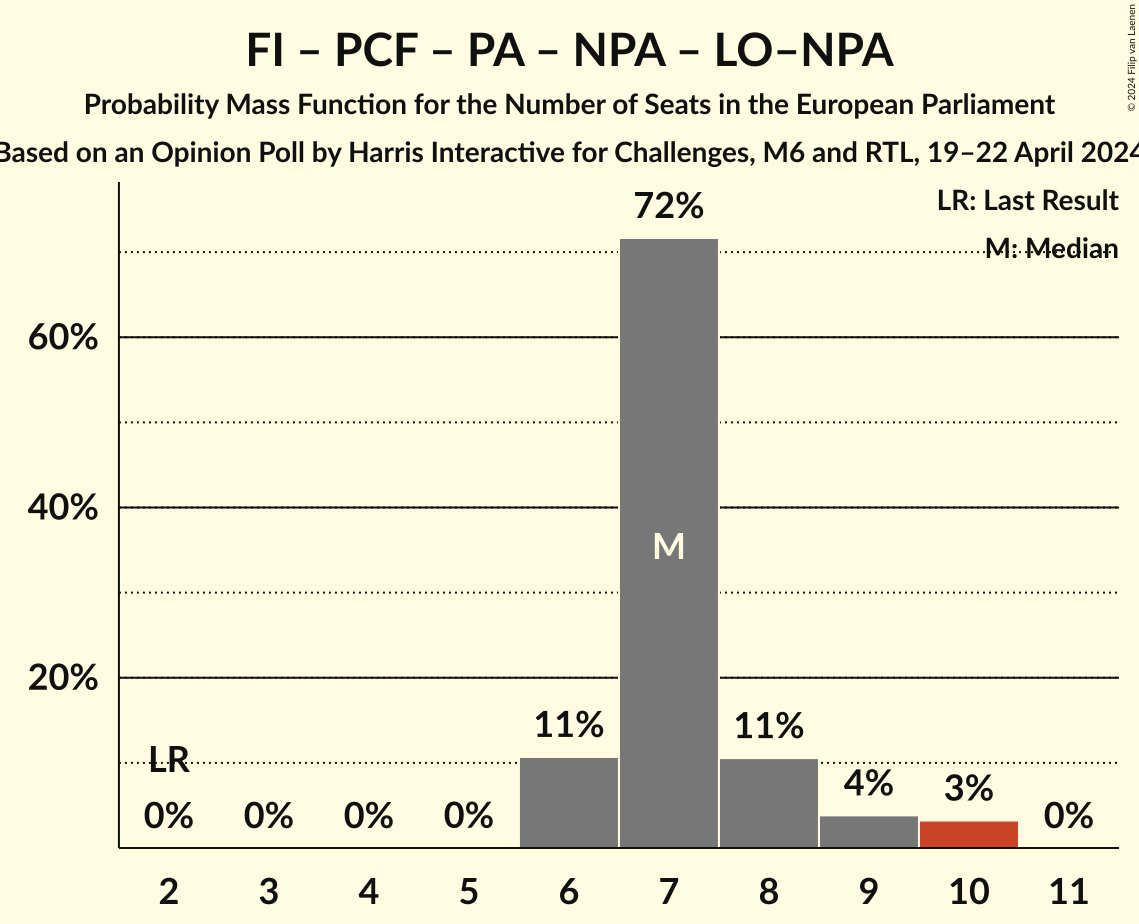 FI – PCF – PA – NPA – LO–NPA
Probability Mass Function for the Number of Seats in the European Parliament
Based on an Opinion Poll by Harris Interactive for Challenges, M6 and RTL, 19–22 April 2024
© 2024 Filip van Laenen
LR: Last Result
M: Median
72%
60%
40%
20%
M
LR
0%
0%
0%
0%
11%
11%
4%
3%
0%
2 3 4 5 6 7 8 9 10 11